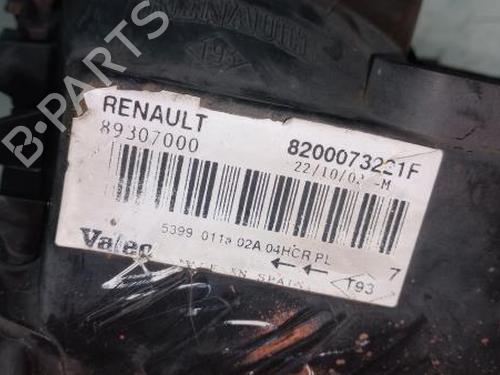 T93
RENAULT
89307000
8200073221F
22/10/0 -M
5399 011a 02A 04HCR PL
Valeo
7
T93
B-PARTS